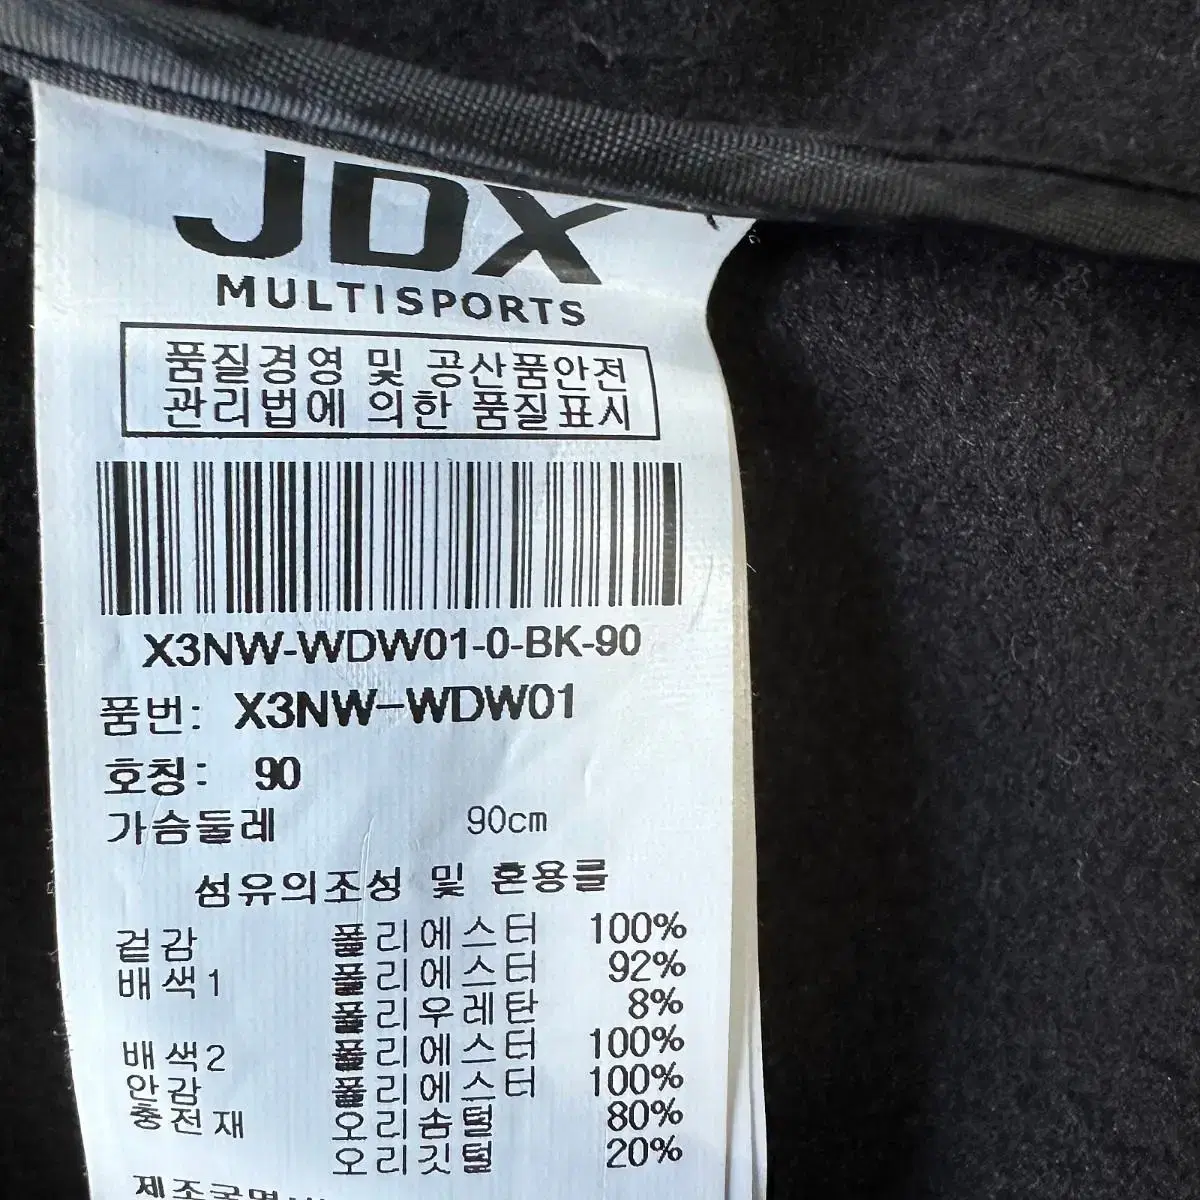 JDX
MULTISPORTS
품질경영 및 공산품안전
관리법에 의한 품질표시
X3NW-WDW01-0-BK-90
품번: X3NW-WDW01
호칭: 90
가슴둘레 90cm
섬유의조성 및 혼용률
겉감 폴리에스터 100%
배색1 폴리에스터 92%
폴리우레탄 8%
배색2 폴리에스터 100%
안감 폴리에스터 100%
충전재 오리솜털 80%
오리깃털 20%